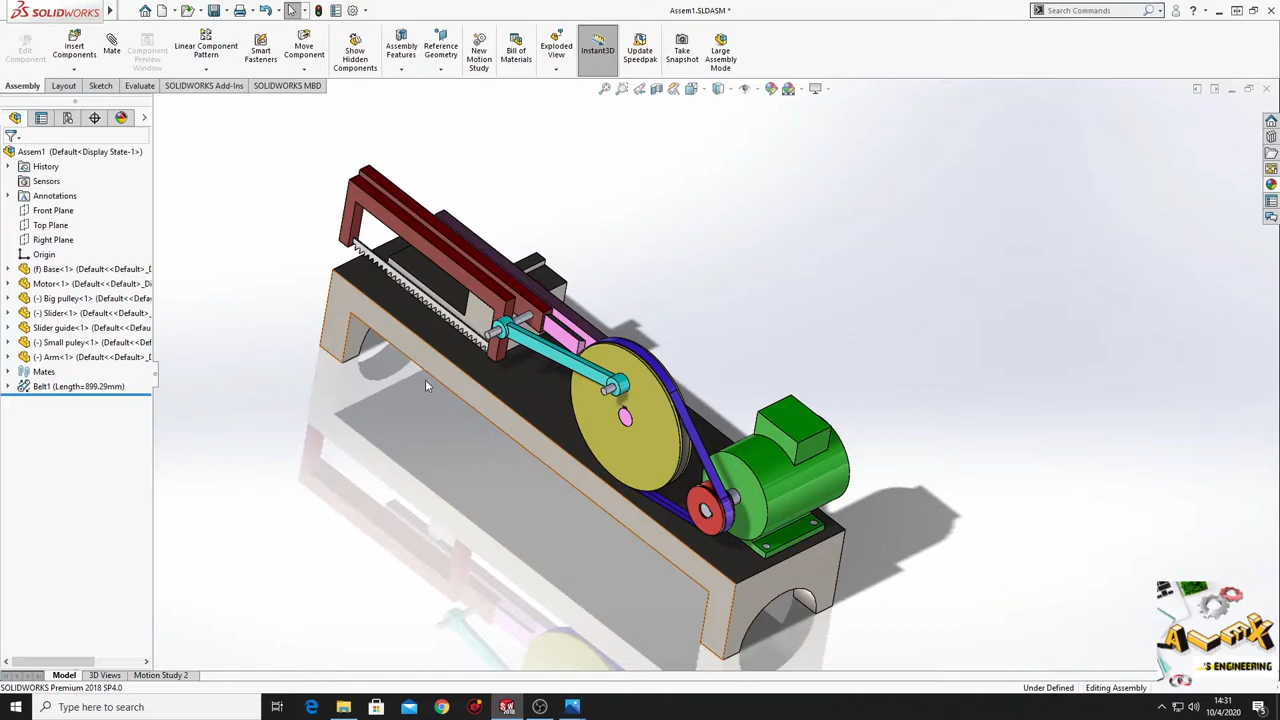 SOLIDWORKS
Assem1.SLDASM *
Search Commands
Edit Component
Insert Components
Mate
Component Preview Window
Linear Component Pattern
Smart Fasteners
Move Component
Show Hidden Components
Assembly Features
Reference Geometry
New Motion Study
Bill of Materials
Exploded View
Instant3D
Update Speedpak
Take Snapshot
Large Assembly Mode
Assembly
Layout
Sketch
Evaluate
SOLIDWORKS Add-Ins
SOLIDWORKS MBD
Assem1 (Default<Display State-1>)
History
Sensors
Annotations
Front Plane
Top Plane
Right Plane
Origin
(f) Base<1> (Default<<Default>_D
Motor<1> (Default<<Default>_Di
(-) Big pulley<1> (Default<<Defau
(-) Slider<1> (Default<<Default>_
Slider guide<1> (Default<<Defau
(-) Small puley<1> (Default<<Def
(-) Arm<1> (Default<<Default>_D
Mates
Belt1 (Length=899.29mm)
ALMX
'S ENGINEERING
Model
3D Views
Motion Study 2
SOLIDWORKS Premium 2018 SP4.0
Under Defined
Editing Assembly
Type here to search
14:31
10/4/2020